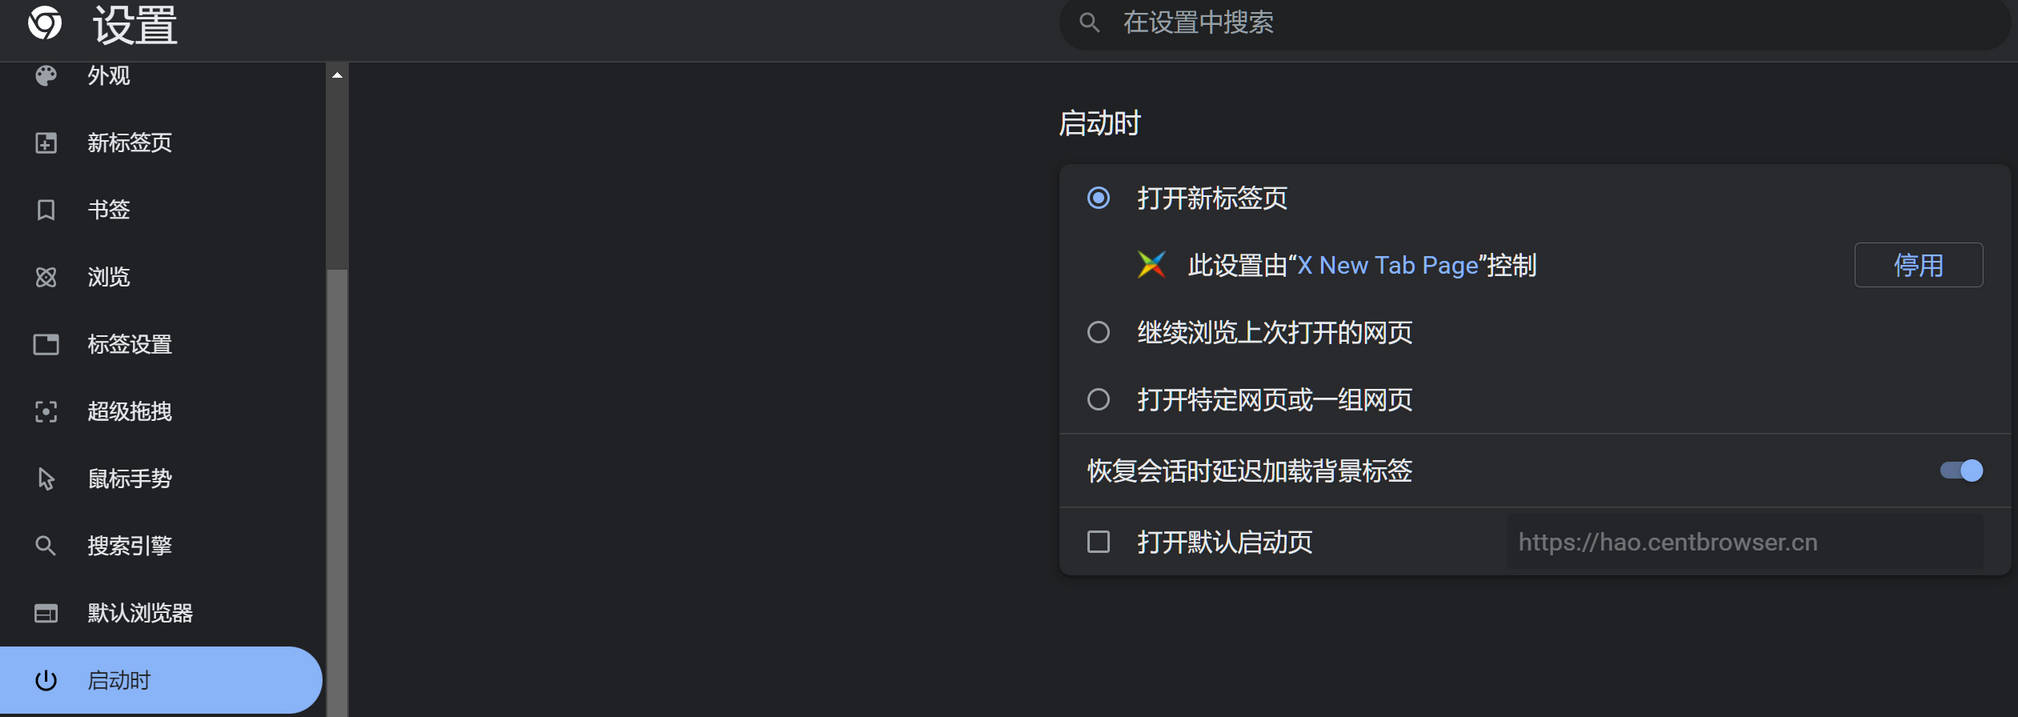 设置
在设置中搜索
外观
新标签页
书签
浏览
标签设置
超级拖拽
鼠标手势
搜索引擎
默认浏览器
启动时
启动时
打开新标签页
此设置由“X New Tab Page”控制
停用
继续浏览上次打开的网页
打开特定网页或一组网页
恢复会话时延迟加载背景标签
打开默认启动页
https://hao.centbrowser.cn